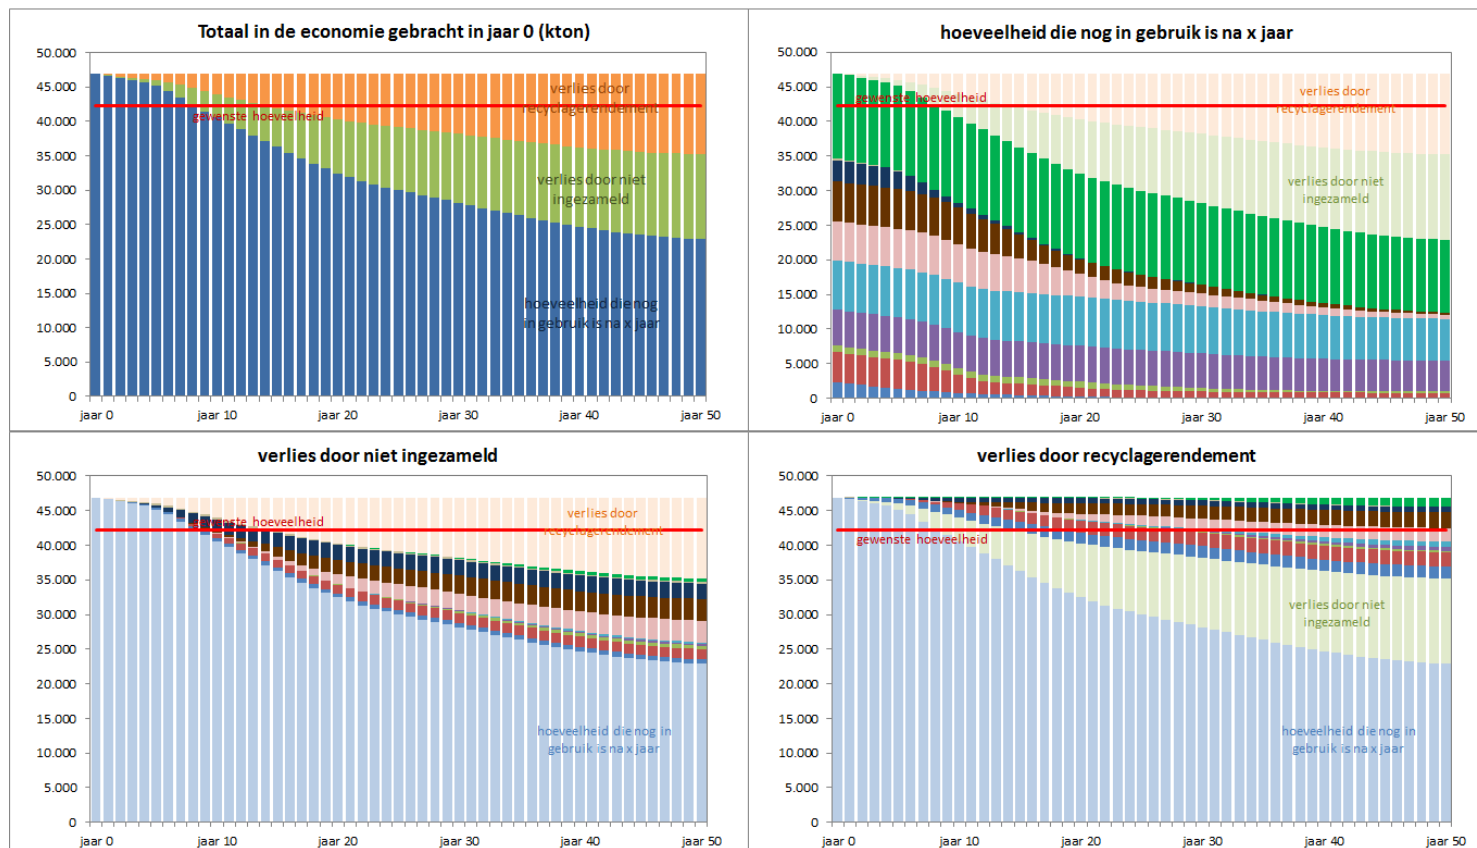 Totaal in de economie gebracht in jaar 0 (kton)
50.000
45.000
40.000
35.000
30.000
25.000
20.000
15.000
10.000
5.000
0
verlies door
recyclagerendement
gewenste hoeveelheid
verlies door niet
ingezameld
hoeveelheid die nog
in gebruik is na x jaar
jaar 0
jaar 10
jaar 20
jaar 30
jaar 40
jaar 50
hoeveelheid die nog in gebruik is na x jaar
50.000
45.000
40.000
35.000
30.000
25.000
20.000
15.000
10.000
5.000
0
gewenste hoeveelheid
verlies door
recyclagerendement
verlies door niet
ingezameld
jaar 0
jaar 10
jaar 20
jaar 30
jaar 40
jaar 50
verlies door niet ingezameld
50.000
45.000
40.000
35.000
30.000
25.000
20.000
15.000
10.000
5.000
0
gewenste hoeveelheid
verlies door
recyclagerendement
hoeveelheid die nog in
gebruik is na x jaar
jaar 0
jaar 10
jaar 20
jaar 30
jaar 40
jaar 50
verlies door recyclagerendement
50.000
45.000
40.000
35.000
30.000
25.000
20.000
15.000
10.000
5.000
0
gewenste hoeveelheid
verlies door niet
ingezameld
hoeveelheid die nog in
gebruik is na x jaar
jaar 0
jaar 10
jaar 20
jaar 30
jaar 40
jaar 50